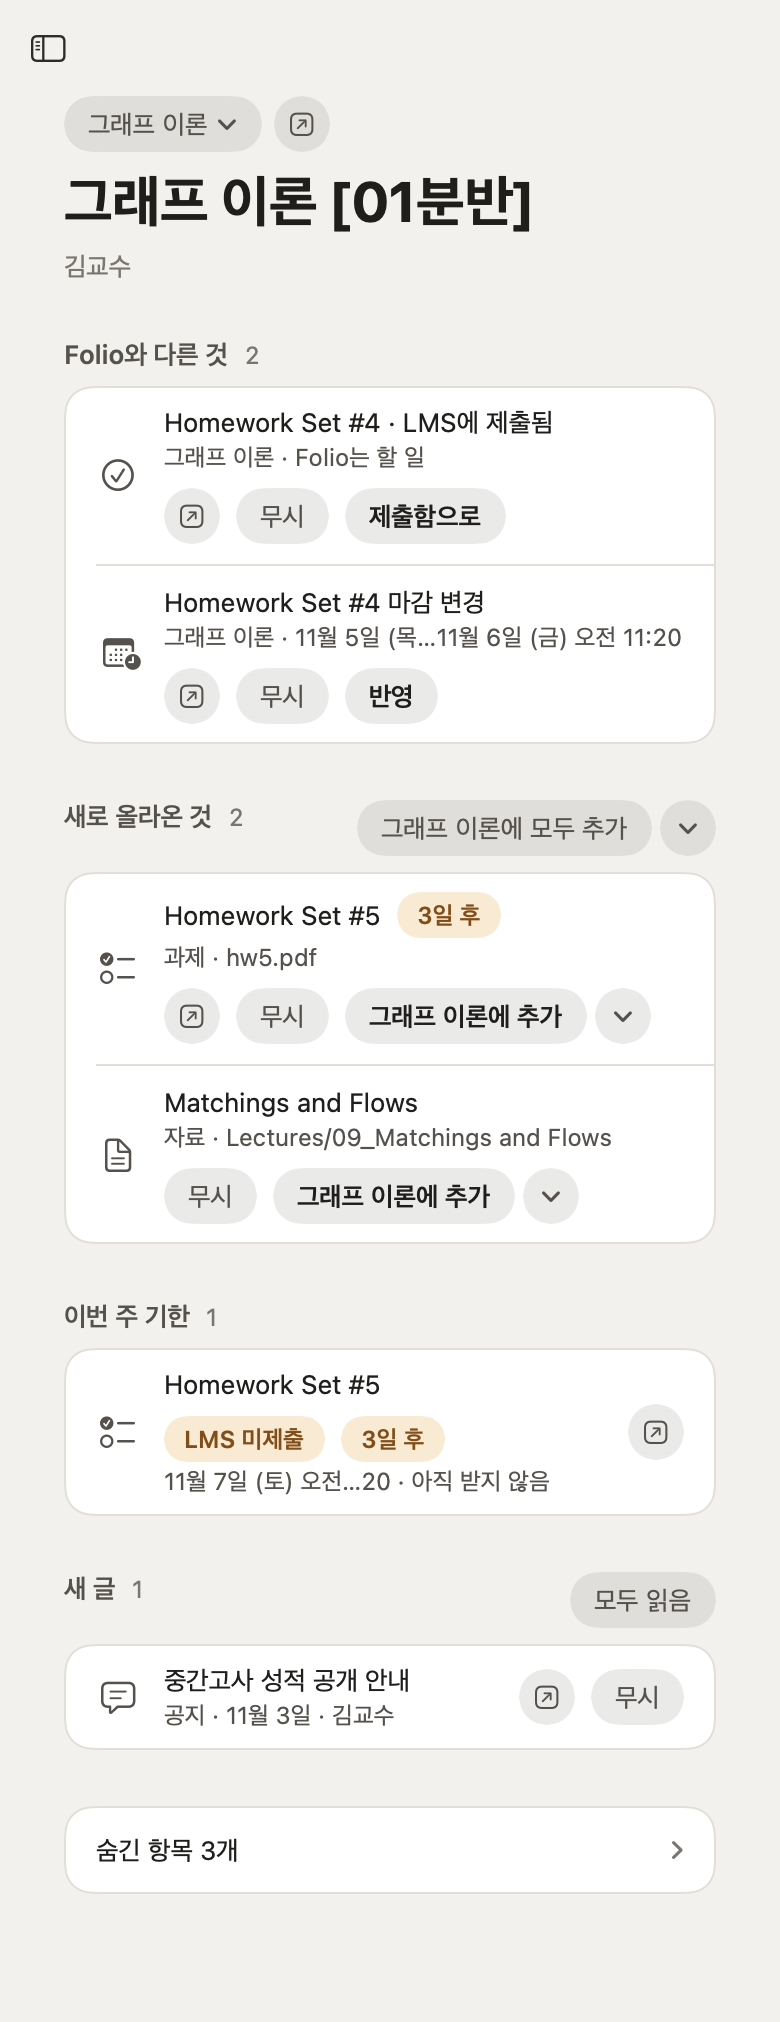 그래프 이론
그래프 이론 [01분반]
김교수
Folio와 다른 것 2
Homework Set #4 · LMS에 제출됨
그래프 이론 · Folio는 할 일
무시 제출함으로
Homework Set #4 마감 변경
그래프 이론 · 11월 5일 (목...11월 6일 (금) 오전 11:20
무시 반영
새로 올라온 것 2 그래프 이론에 모두 추가
Homework Set #5 3일 후
과제 · hw5.pdf
무시 그래프 이론에 추가
Matchings and Flows
자료 · Lectures/09_Matchings and Flows
무시 그래프 이론에 추가
이번 주 기한 1
Homework Set #5
LMS 미제출 3일 후
11월 7일 (토) 오전...20 · 아직 받지 않음
새 글 1 모두 읽음
중간고사 성적 공개 안내
공지 · 11월 3일 · 김교수
무시
숨긴 항목 3개